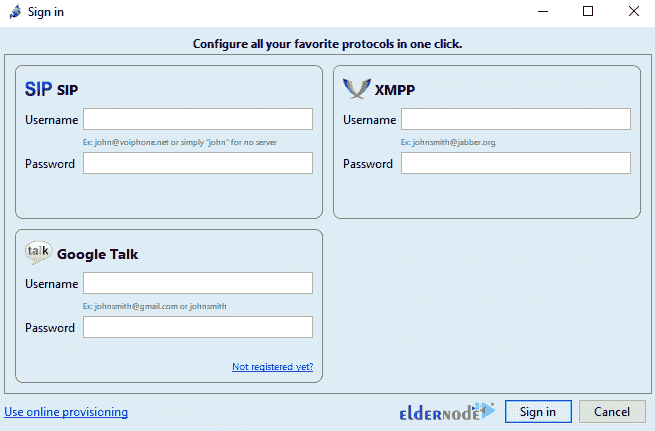 Sign in
Configure all your favorite protocols in one click.
SIP SIP
Username
Ex: john@voiphone.net or simply "john" for no server
Password
XMPP
Username
Ex: johnsmith@jabber.org
Password
talk Google Talk
Username
Ex: johnsmith@gmail.com or johnsmith
Password
Not registered yet?
Use online provisioning
ELDERNODE
Sign in
Cancel